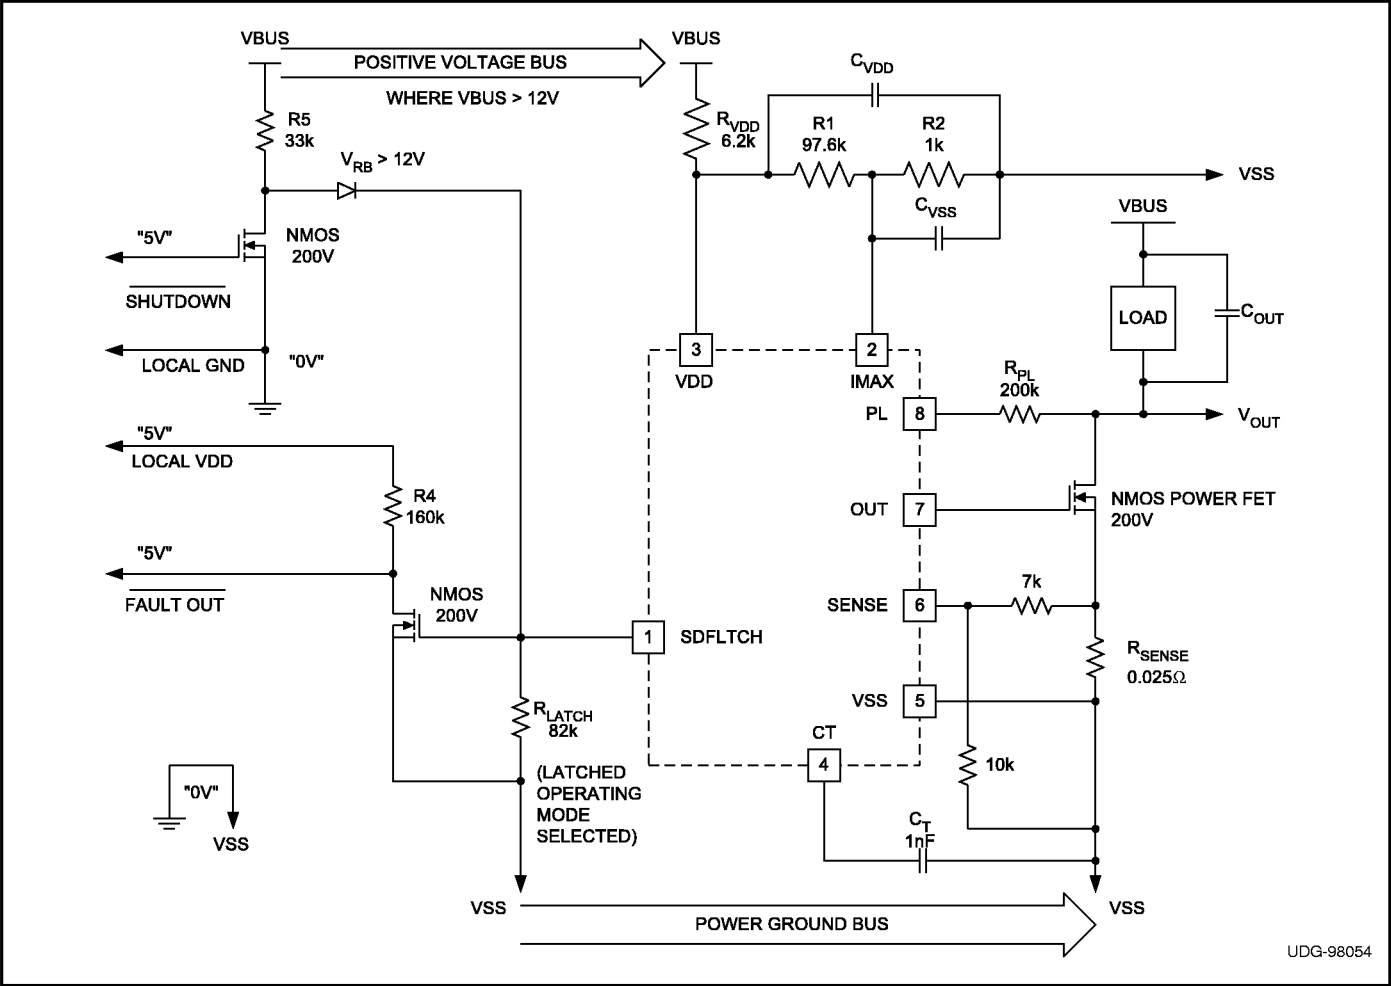 VBUS
POSITIVE VOLTAGE BUS
WHERE VBUS > 12V
VBUS
R5
33k
VRB > 12V
"5V"
NMOS
200V
SHUTDOWN
LOCAL GND
"0V"
"5V"
LOCAL VDD
R4
160k
"5V"
FAULT OUT
NMOS
200V
RLATCH
82k
(LATCHED
OPERATING
MODE
SELECTED)
"0V"
VSS
VSS
POWER GROUND BUS
VSS
RVDD
6.2k
CVDD
R1
97.6k
R2
1k
CVSS
VSS
VBUS
LOAD
COUT
3
VDD
2
IMAX
PL
8
RPL
200k
VOUT
OUT
7
NMOS POWER FET
200V
SENSE
6
7k
1
SDFLTCH
RSENSE
0.025Ω
VSS
5
CT
4
10k
CT
1nF
UDG-98054